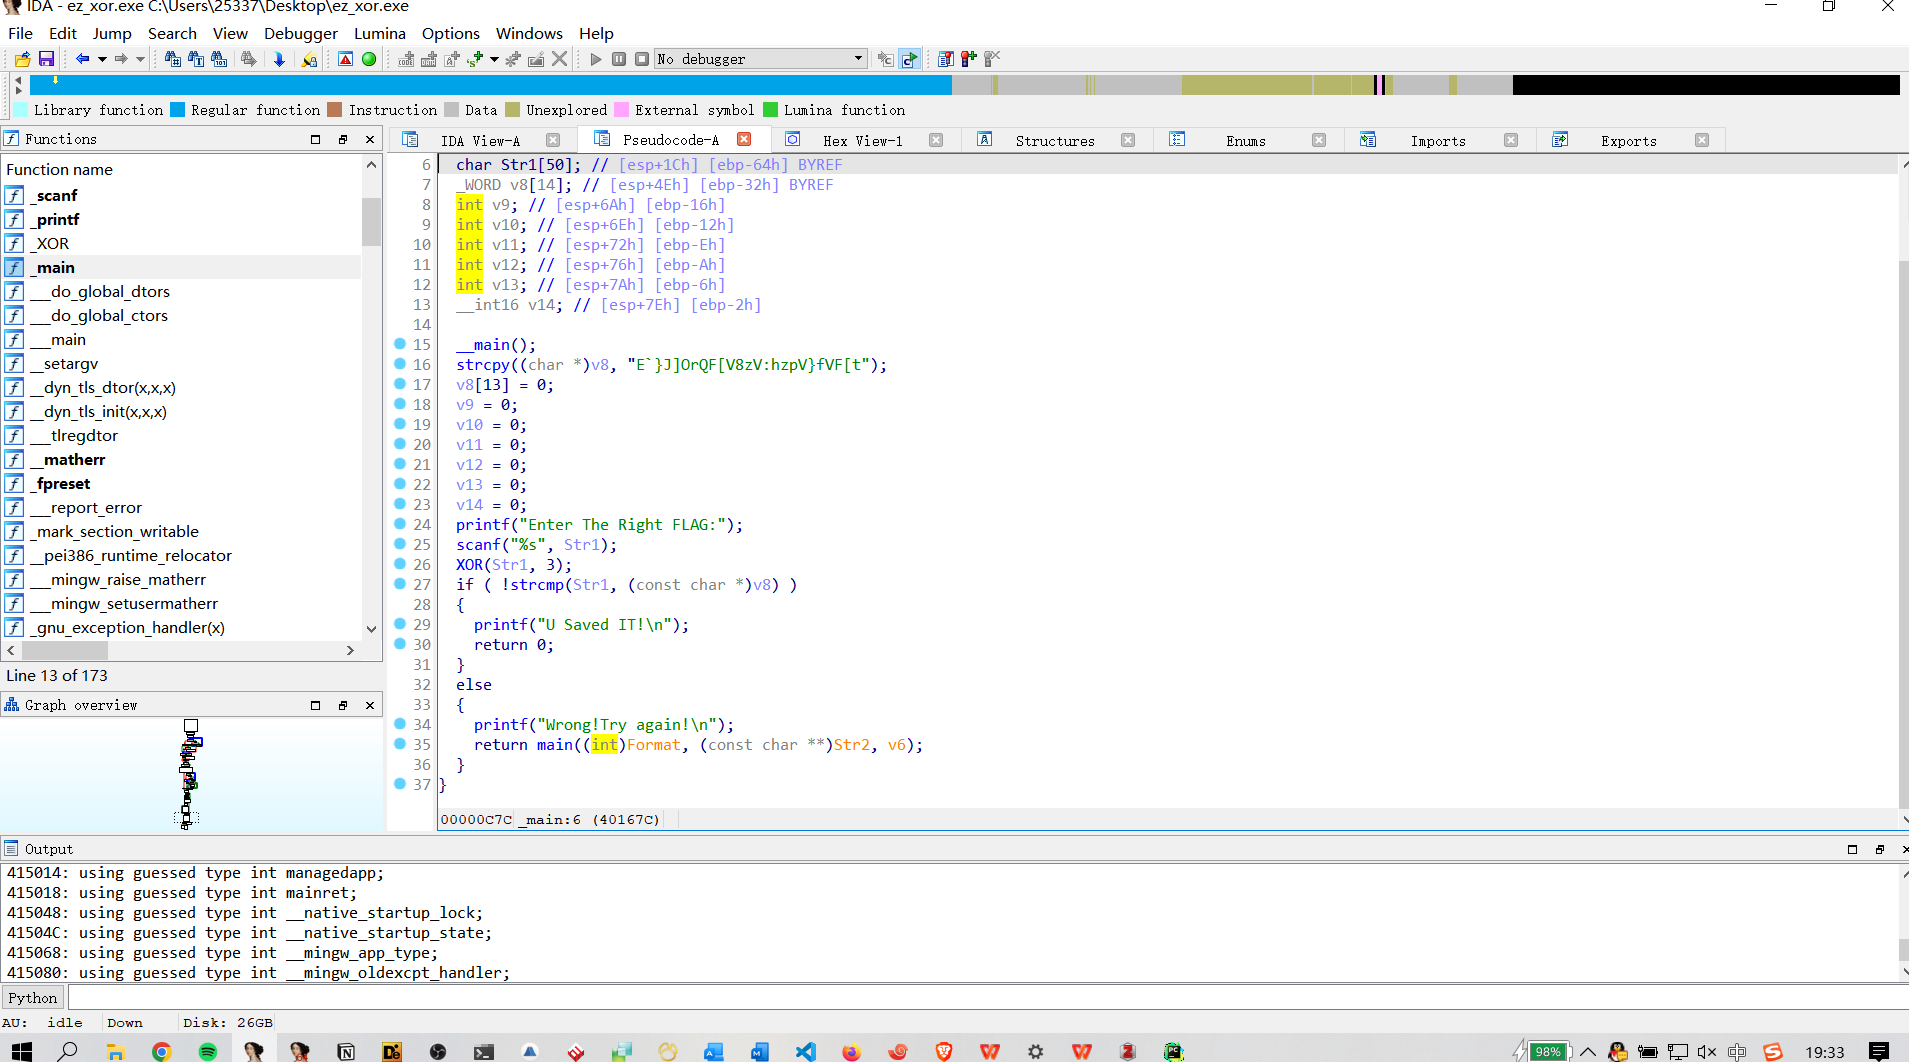 IDA - ez_xor.exe C:\Users\25337\Desktop\ez_xor.exe
File Edit Jump Search View Debugger Lumina Options Windows Help
No debugger
Library function Regular function Instruction Data Unexplored External symbol Lumina function
Functions
IDA View-A Pseudocode-A Hex View-1 Structures Enums Imports Exports
Function name
_scanf
_printf
_XOR
_main
___do_global_dtors
___do_global_ctors
___main
__setargv
__dyn_tls_dtor(x,x,x)
__dyn_tls_init(x,x,x)
___tlregdtor
__matherr
_fpreset
___report_error
_mark_section_writable
__pei386_runtime_relocator
___mingw_raise_matherr
___mingw_setusermatherr
_gnu_exception_handler(x)
Line 13 of 173
Graph overview
6 char Str1[50]; // [esp+1Ch] [ebp-64h] BYREF
7 _WORD v8[14]; // [esp+4Eh] [ebp-32h] BYREF
8 int v9; // [esp+6Ah] [ebp-16h]
9 int v10; // [esp+6Eh] [ebp-12h]
10 int v11; // [esp+72h] [ebp-Eh]
11 int v12; // [esp+76h] [ebp-Ah]
12 int v13; // [esp+7Ah] [ebp-6h]
13 __int16 v14; // [esp+7Eh] [ebp-2h]
14
15 __main();
16 strcpy((char *)v8, "E`}J]OrQF[V8zV:hzpV}fVF[t");
17 v8[13] = 0;
18 v9 = 0;
19 v10 = 0;
20 v11 = 0;
21 v12 = 0;
22 v13 = 0;
23 v14 = 0;
24 printf("Enter The Right FLAG:");
25 scanf("%s", Str1);
26 XOR(Str1, 3);
27 if ( !strcmp(Str1, (const char *)v8) )
28 {
29 printf("U Saved IT!\n");
30 return 0;
31 }
32 else
33 {
34 printf("Wrong!Try again!\n");
35 return main((int)Format, (const char **)Str2, v6);
36 }
37 }
00000C7C _main:6 (40167C)
Output
415014: using guessed type int managedapp;
415018: using guessed type int mainret;
415048: using guessed type int __native_startup_lock;
41504C: using guessed type int __native_startup_state;
415068: using guessed type int __mingw_app_type;
415080: using guessed type int __mingw_oldexcpt_handler;
Python
AU: idle Down Disk: 26GB
98% 中 19:33